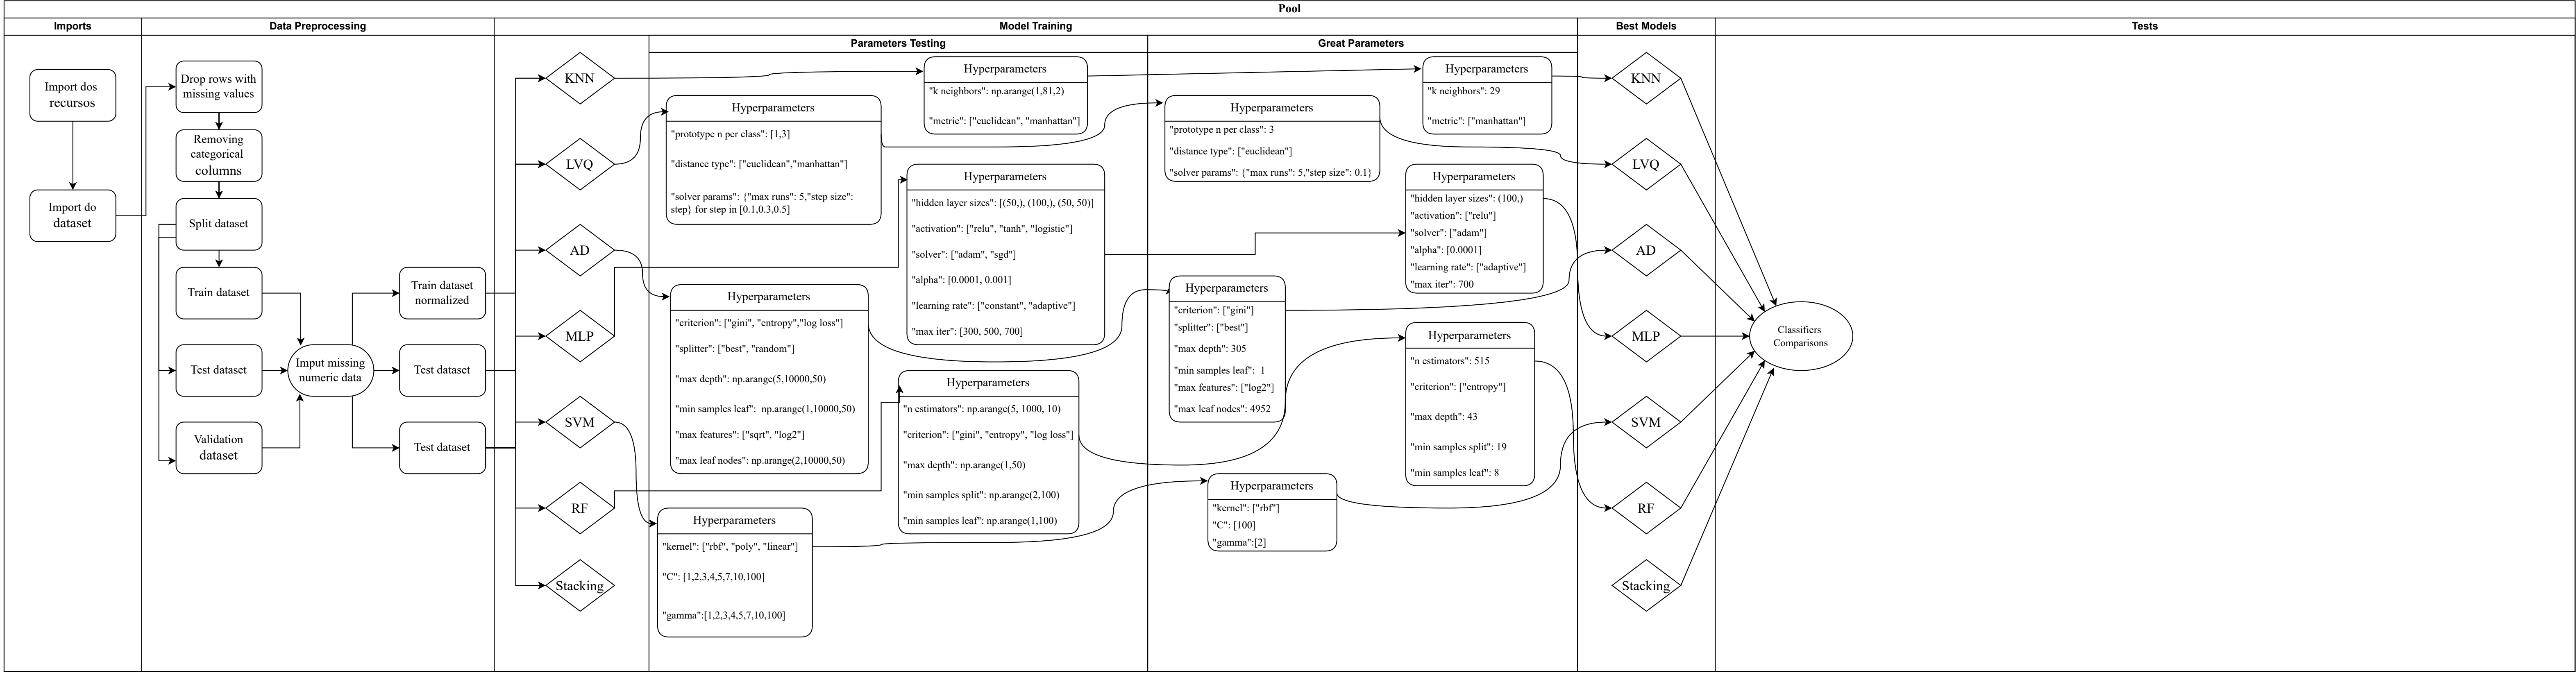 Pool
Imports
Data Preprocessing
Model Training
Best Models
Tests
Parameters Testing
Great Parameters
Import dos
recursos
Import do
dataset
Drop rows with
missing values
Removing
categorical
columns
Split dataset
Train dataset
Test dataset
Validation
dataset
Imput missing
numeric data
Train dataset
normalized
Test dataset
Test dataset
KNN
LVQ
AD
MLP
SVM
RF
Stacking
Hyperparameters
"k neighbors": np.arange(1,81,2)
"metric": ["euclidean", "manhattan"]
Hyperparameters
"prototype n per class": [1,3]
"distance type": ["euclidean","manhattan"]
"solver params": {"max runs": 5,"step size":
step} for step in [0.1,0.3,0.5]
Hyperparameters
"hidden layer sizes": [(50,), (100,), (50, 50)]
"activation": ["relu", "tanh", "logistic"]
"solver": ["adam", "sgd"]
"alpha": [0.0001, 0.001]
"learning rate": ["constant", "adaptive"]
"max iter": [300, 500, 700]
Hyperparameters
"criterion": ["gini", "entropy","log loss"]
"splitter": ["best", "random"]
"max depth": np.arange(5,10000,50)
"min samples leaf":  np.arange(1,10000,50)
"max features": ["sqrt", "log2"]
"max leaf nodes": np.arange(2,10000,50)
Hyperparameters
"n estimators": np.arange(5, 1000, 10)
"criterion": ["gini", "entropy", "log loss"]
"max depth": np.arange(1,50)
"min samples split": np.arange(2,100)
"min samples leaf": np.arange(1,100)
Hyperparameters
"kernel": ["rbf", "poly", "linear"]
"C": [1,2,3,4,5,7,10,100]
"gamma":[1,2,3,4,5,7,10,100]
Hyperparameters
"k neighbors": 29
"metric": ["manhattan"]
Hyperparameters
"prototype n per class": 3
"distance type": ["euclidean"]
"solver params": {"max runs": 5,"step size": 0.1}
Hyperparameters
"hidden layer sizes": (100,)
"activation": ["relu"]
"solver": ["adam"]
"alpha": [0.0001]
"learning rate": ["adaptive"]
"max iter": 700
Hyperparameters
"criterion": ["gini"]
"splitter": ["best"]
"max depth": 305
"min samples leaf":  1
"max features": ["log2"]
"max leaf nodes": 4952
Hyperparameters
"n estimators": 515
"criterion": ["entropy"]
"max depth": 43
"min samples split": 19
"min samples leaf": 8
Hyperparameters
"kernel": ["rbf"]
"C": [100]
"gamma":[2]
KNN
LVQ
AD
MLP
SVM
RF
Stacking
Classifiers
Comparisons